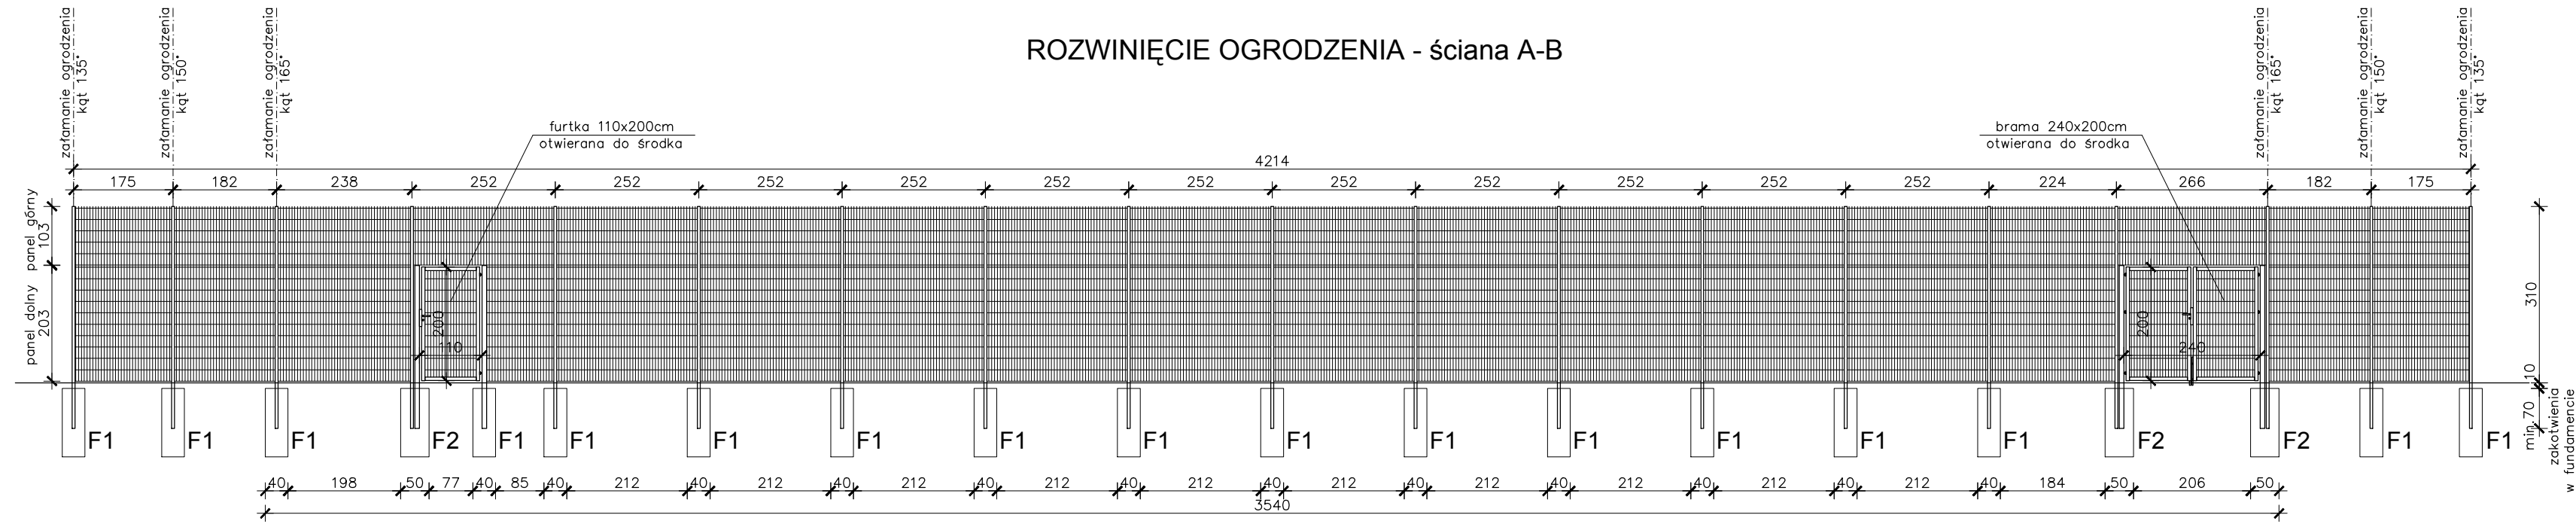 ROZWINIĘCIE OGRODZENIA - ściana A-B
załamanie ogrodzenia
kąt 135°
załamanie ogrodzenia
kąt 150°
załamanie ogrodzenia
kąt 165°
załamanie ogrodzenia
kąt 165°
załamanie ogrodzenia
kąt 150°
załamanie ogrodzenia
kąt 135°
furtka 110x200cm
otwierana do środka
brama 240x200cm
otwierana do środka
4214
175 182 238 252 252 252 252 252 252 252 252 252 252 252 224 266 182 175
panel górny
103
panel dolny
203
200
110
200
240
310
10
min.70
zakotwienia
w fundamencie
F1 F1 F1 F2 F1 F1 F1 F1 F1 F1 F1 F1 F1 F1 F1 F1 F2 F2 F1 F1
40 198 50 77 40 85 40 212 40 212 40 212 40 212 40 212 40 212 40 212 40 212 40 212 40 212 40 184 50 206 50
3540